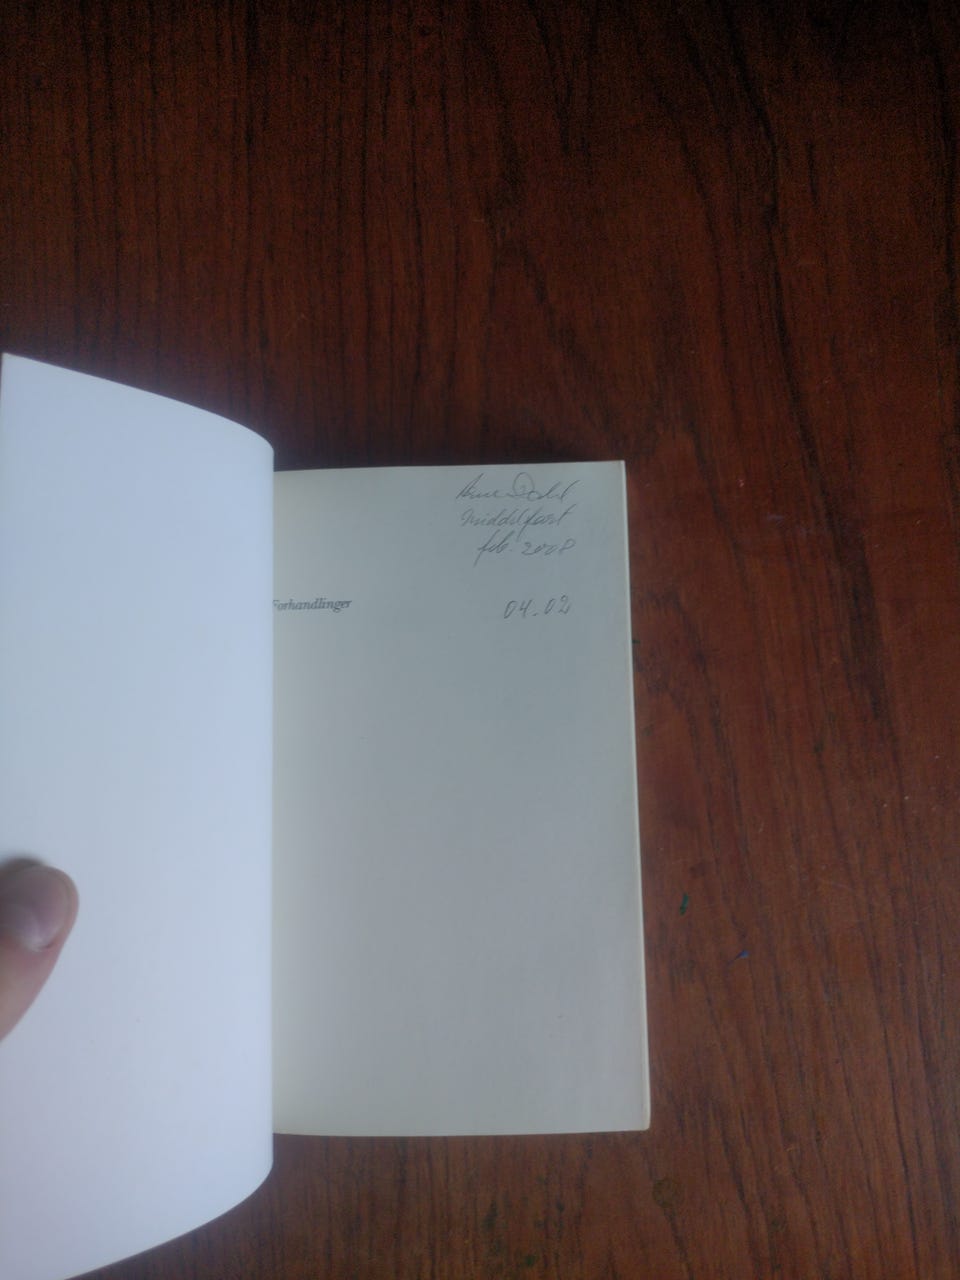 Middelfart
feb. 2008
Forhandlinger
04.02